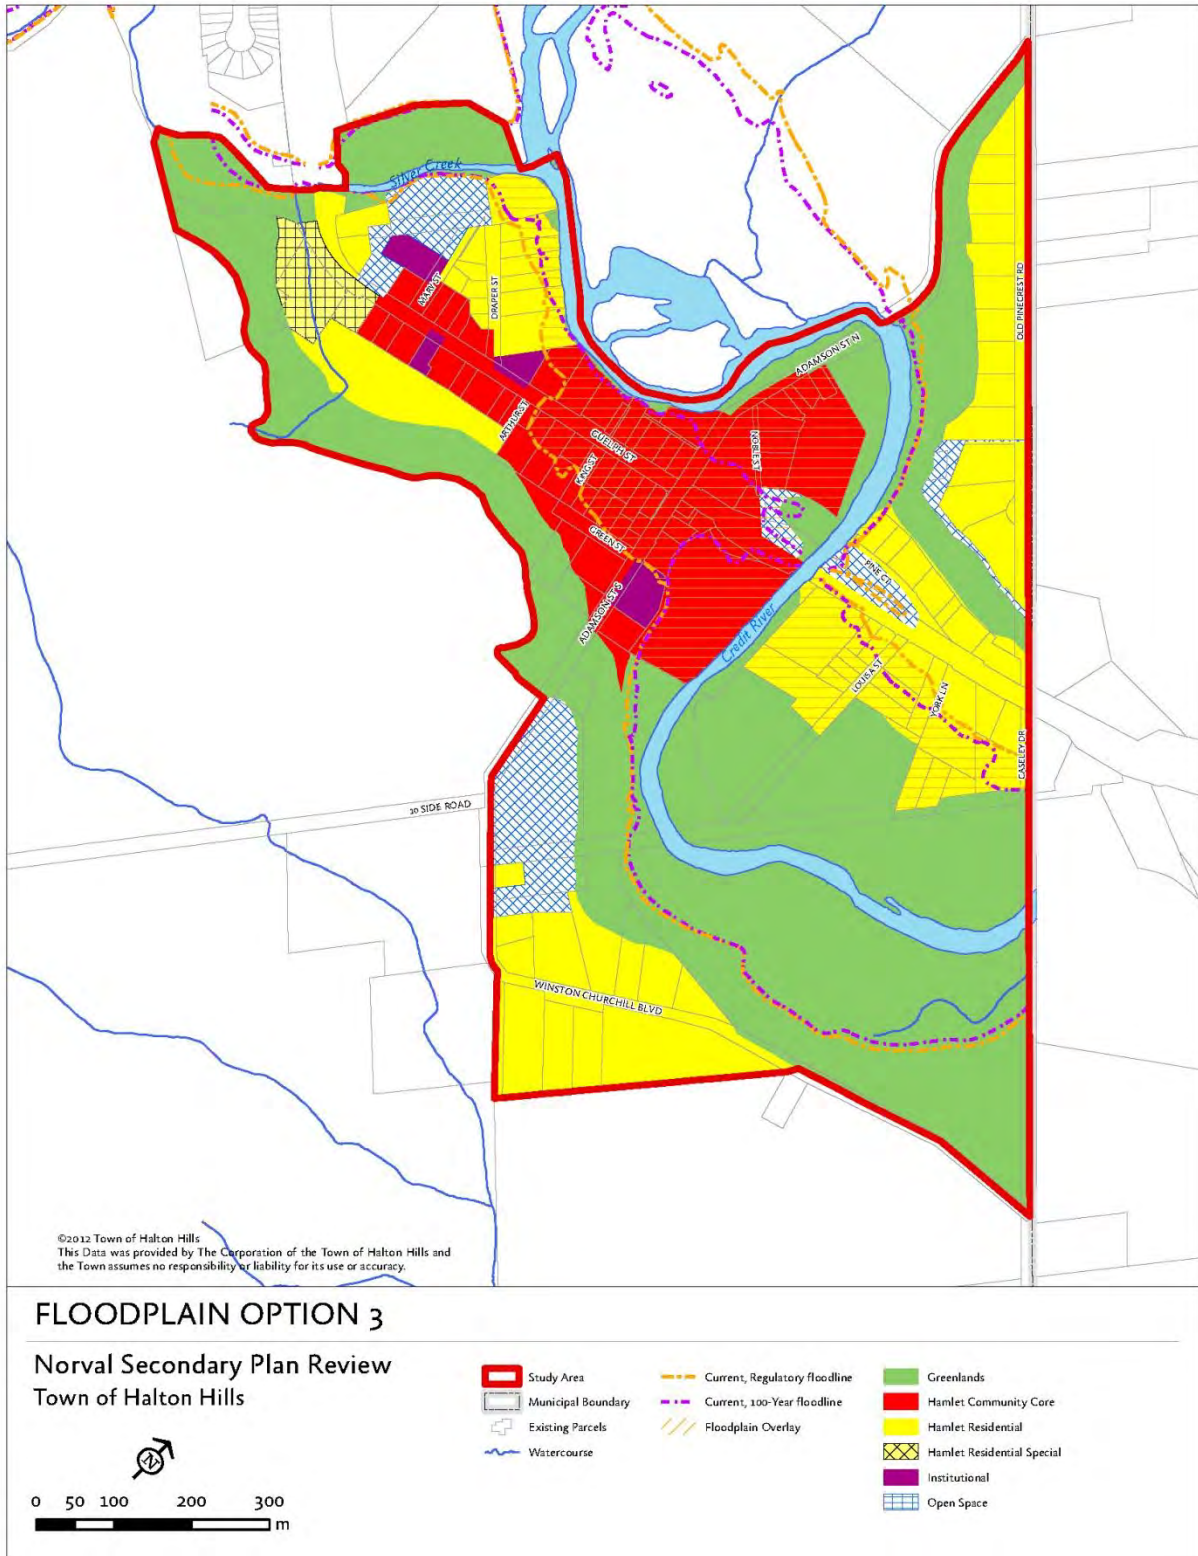 Silver Creek
MARY ST
DRAPER ST
OLD PINECREST RD
ADAMSON ST N
ARTHUR ST
GUELPH ST
NOBLE ST
KING ST
GREEN ST
PINE CT
ADAMSON ST S
Credit River
LOUISA ST
YORK LN
CASELEY DR
10 SIDE ROAD
WINSTON CHURCHILL BLVD
©2012 Town of Halton Hills
This Data was provided by The Corporation of the Town of Halton Hills and
the Town assumes no responsibility or liability for its use or accuracy.
FLOODPLAIN OPTION 3
Norval Secondary Plan Review
Town of Halton Hills
N
0 50 100 200 300
m
Study Area
Municipal Boundary
Existing Parcels
Watercourse
Current, Regulatory floodline
Current, 100-Year floodline
Floodplain Overlay
Greenlands
Hamlet Community Core
Hamlet Residential
Hamlet Residential Special
Institutional
Open Space